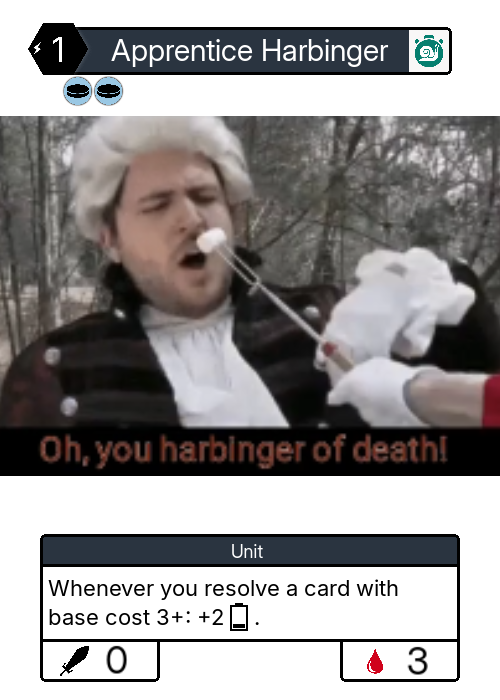 1 Apprentice Harbinger
Oh, you harbinger of death!
Unit
Whenever you resolve a card with
base cost 3+: +2 .
0 3